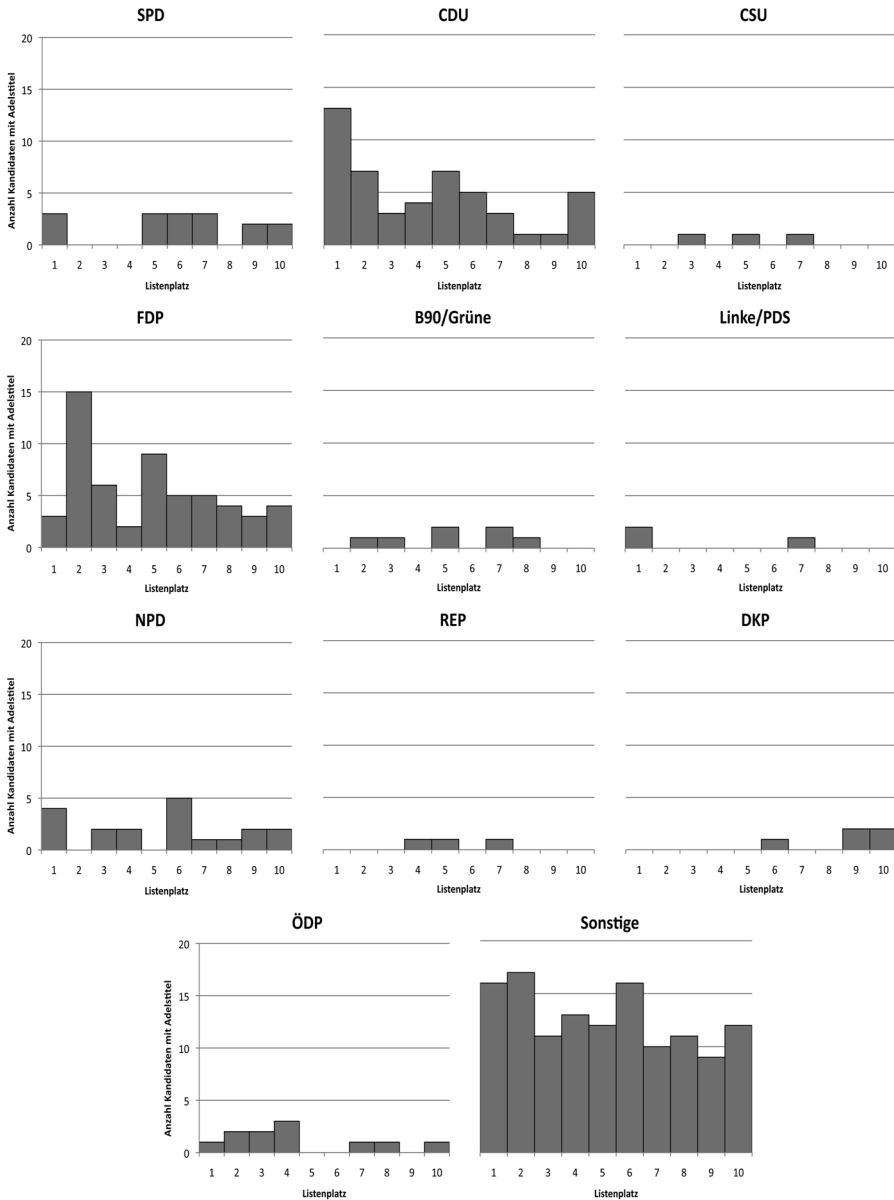 SPD
CDU
CSU
Anzahl Kandidaten mit Adelstitel
20
15
10
5
0
1 2 3 4 5 6 7 8 9 10
Listenplatz
1 2 3 4 5 6 7 8 9 10
Listenplatz
1 2 3 4 5 6 7 8 9 10
Listenplatz
FDP
B90/Grüne
Linke/PDS
Anzahl Kandidaten mit Adelstitel
20
15
10
5
0
1 2 3 4 5 6 7 8 9 10
Listenplatz
1 2 3 4 5 6 7 8 9 10
Listenplatz
1 2 3 4 5 6 7 8 9 10
Listenplatz
NPD
REP
DKP
Anzahl Kandidaten mit Adelstitel
20
15
10
5
0
1 2 3 4 5 6 7 8 9 10
Listenplatz
1 2 3 4 5 6 7 8 9 10
Listenplatz
1 2 3 4 5 6 7 8 9 10
Listenplatz
ÖDP
Sonstige
Anzahl Kandidaten mit Adelstitel
20
15
10
5
0
1 2 3 4 5 6 7 8 9 10
Listenplatz
1 2 3 4 5 6 7 8 9 10
Listenplatz